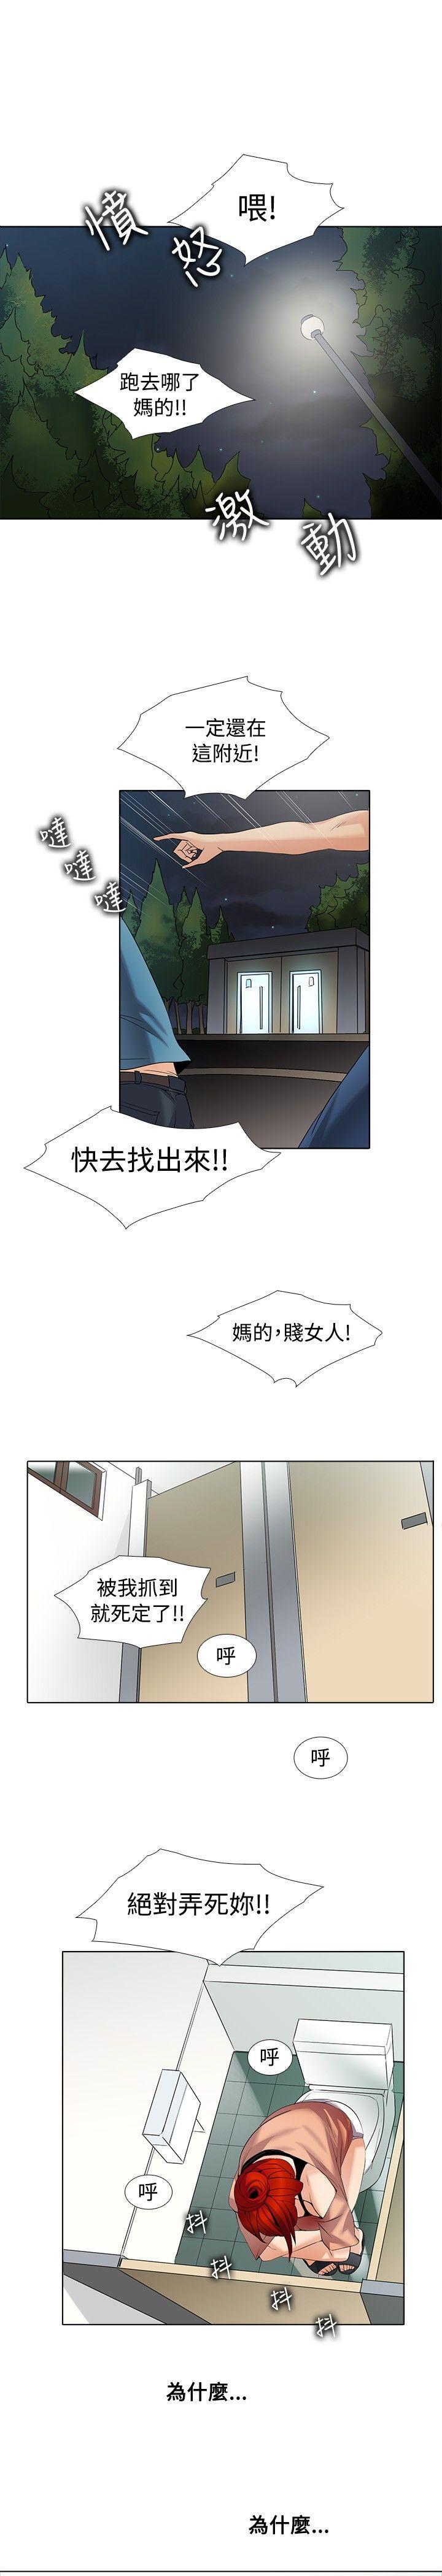 喂!
憤怒
跑去哪了
媽的!!
激動
一定還在
這附近!
噠
噠
噠
快去找出來!!
媽的，賤女人!
被我抓到
就死定了!!
呼
呼
絕對弄死妳!!
呼
呼
抖
抖
抖
抖
為什麼...
為什麼...